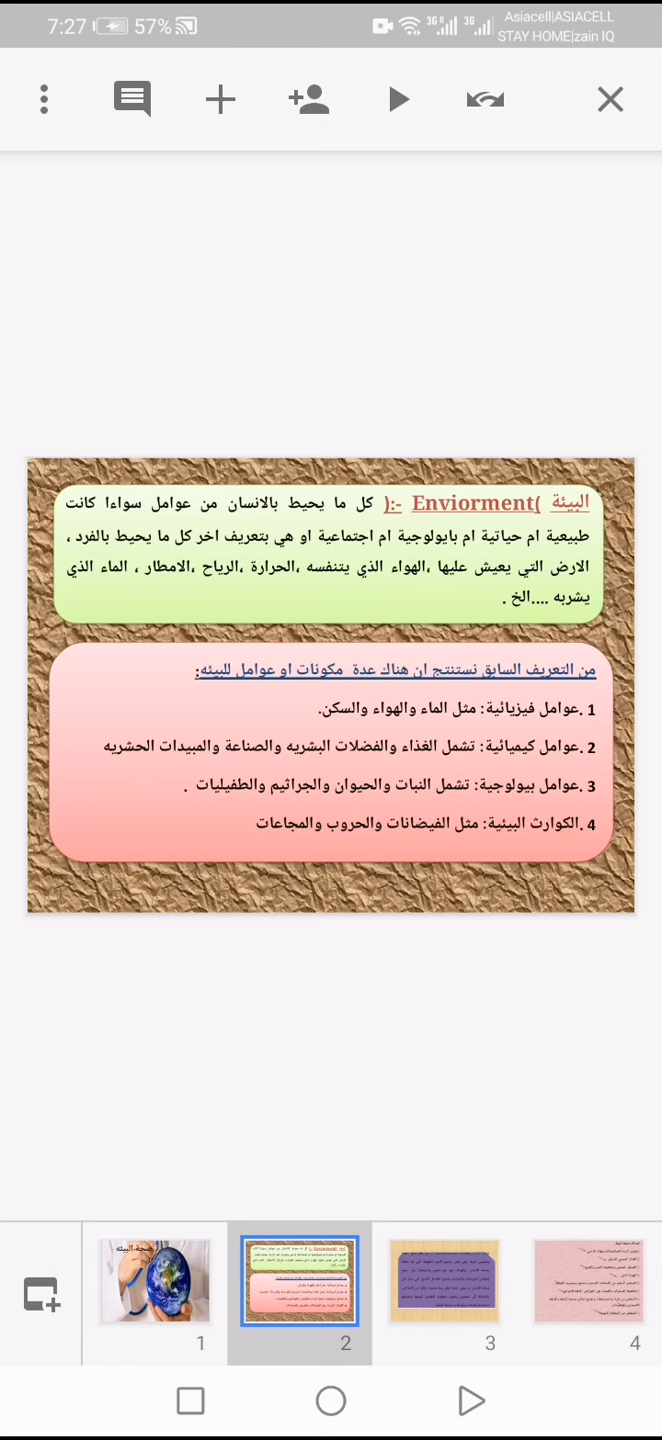 7:27 57%
3G R 3G
Asiacell|ASIACELL
STAY HOME|zain IQ
البيئة )Enviorment -:( كل ما يحيط بالانسان من عوامل سواءا كانت
طبيعية ام حياتية ام بايولوجية ام اجتماعية او هي بتعريف اخر كل ما يحيط بالفرد ،
الارض التي يعيش عليها ،الهواء الذي يتنفسه ،الحرارة ،الرياح ،الامطار ، الماء الذي
يشربه ....الخ .
من التعريف السابق نستنتج ان هناك عدة مكونات او عوامل للبيئه:
1 .عوامل فيزيائية: مثل الماء والهواء والسكن.
2 .عوامل كيميائية: تشمل الغذاء والفضلات البشريه والصناعة والمبيدات الحشريه
3 .عوامل بيولوجية: تشمل النبات والحيوان والجراثيم والطفيليات .
4 .الكوارث البيئية: مثل الفيضانات والحروب والمجاعات
صحة البيئه
1
2
3
4